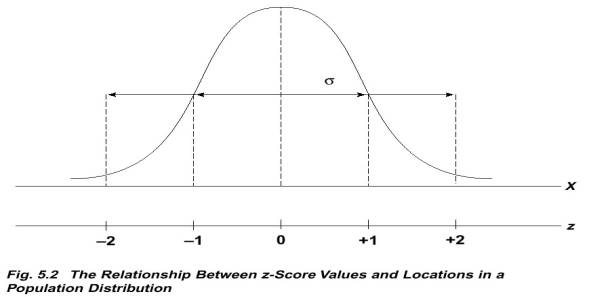 σ
X
z
–2 –1 0 +1 +2
Fig. 5.2 The Relationship Between z-Score Values and Locations in a
Population Distribution